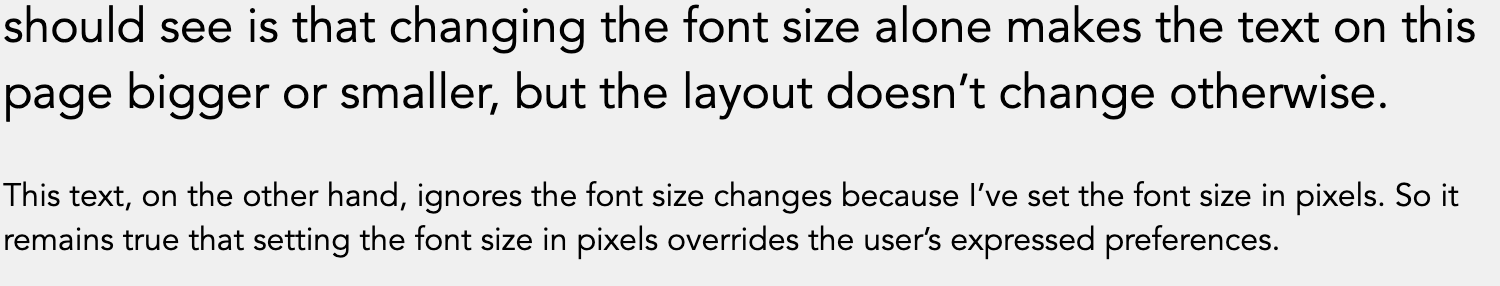 should see is that changing the font size alone makes the text on this
page bigger or smaller, but the layout doesn’t change otherwise.
This text, on the other hand, ignores the font size changes because I’ve set the font size in pixels. So it
remains true that setting the font size in pixels overrides the user’s expressed preferences.